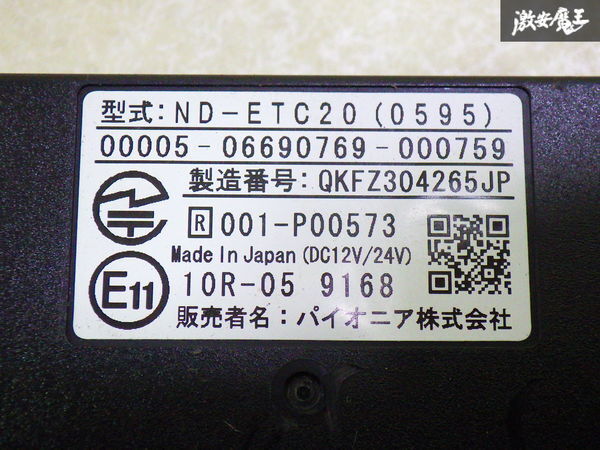 激安魔王
型式:ND-ETC20(0595)
00005-06690769-000759
製造番号:QKFZ304265JP
R 001-P00573
Made In Japan (DC12V/24V)
E11 10R-05 9168
販売者名:パイオニア株式会社